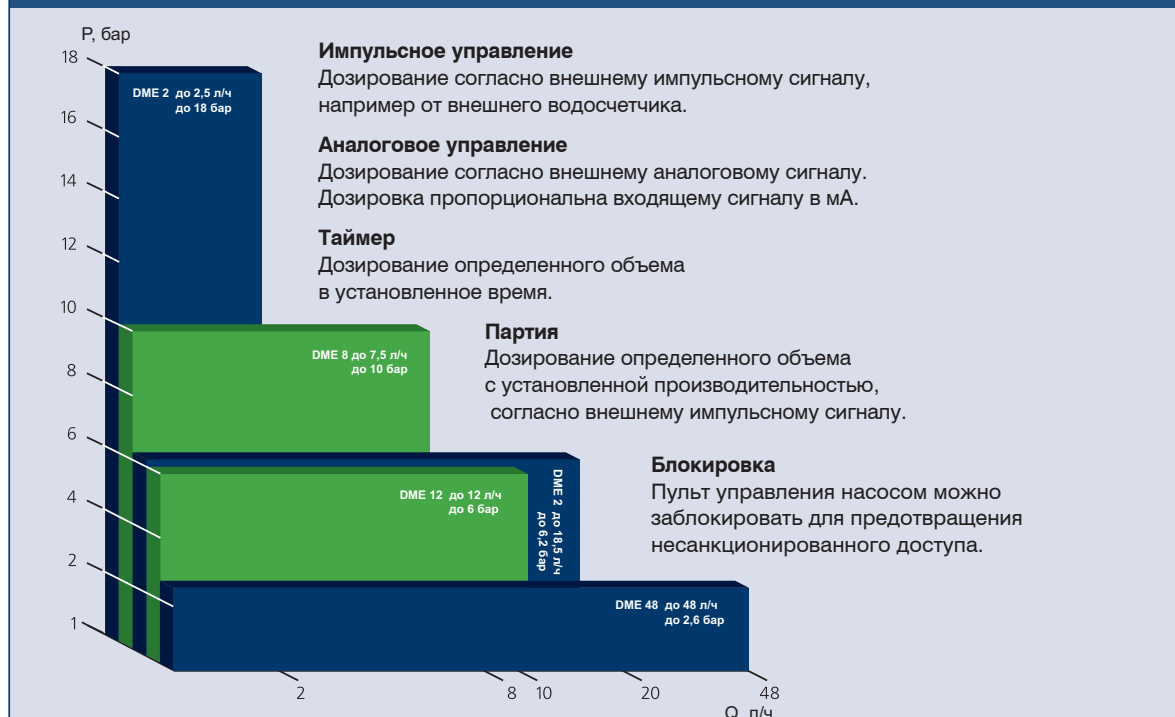 P, бар
18
16
14
12
10
8
6
4
2
1
DME 2 до 2,5 л/ч
до 18 бар
DME 8 до 7,5 л/ч
до 10 бар
DME 12 до 12 л/ч
до 6 бар
DME 2 до 18,5 л/ч
до 6,2 бар
DME 48 до 48 л/ч
до 2,6 бар
2
8
10
20
48
Q, л/ч
Импульсное управление
Дозирование согласно внешнему импульсному сигналу,
например от внешнего водосчетчика.
Аналоговое управление
Дозирование согласно внешнему аналоговому сигналу.
Дозировка пропорциональна входящему сигналу в мА.
Таймер
Дозирование определенного объема
в установленное время.
Партия
Дозирование определенного объема
с установленной производительностью,
согласно внешнему импульсному сигналу.
Блокировка
Пульт управления насосом можно
заблокировать для предотвращения
несанкционированного доступа.